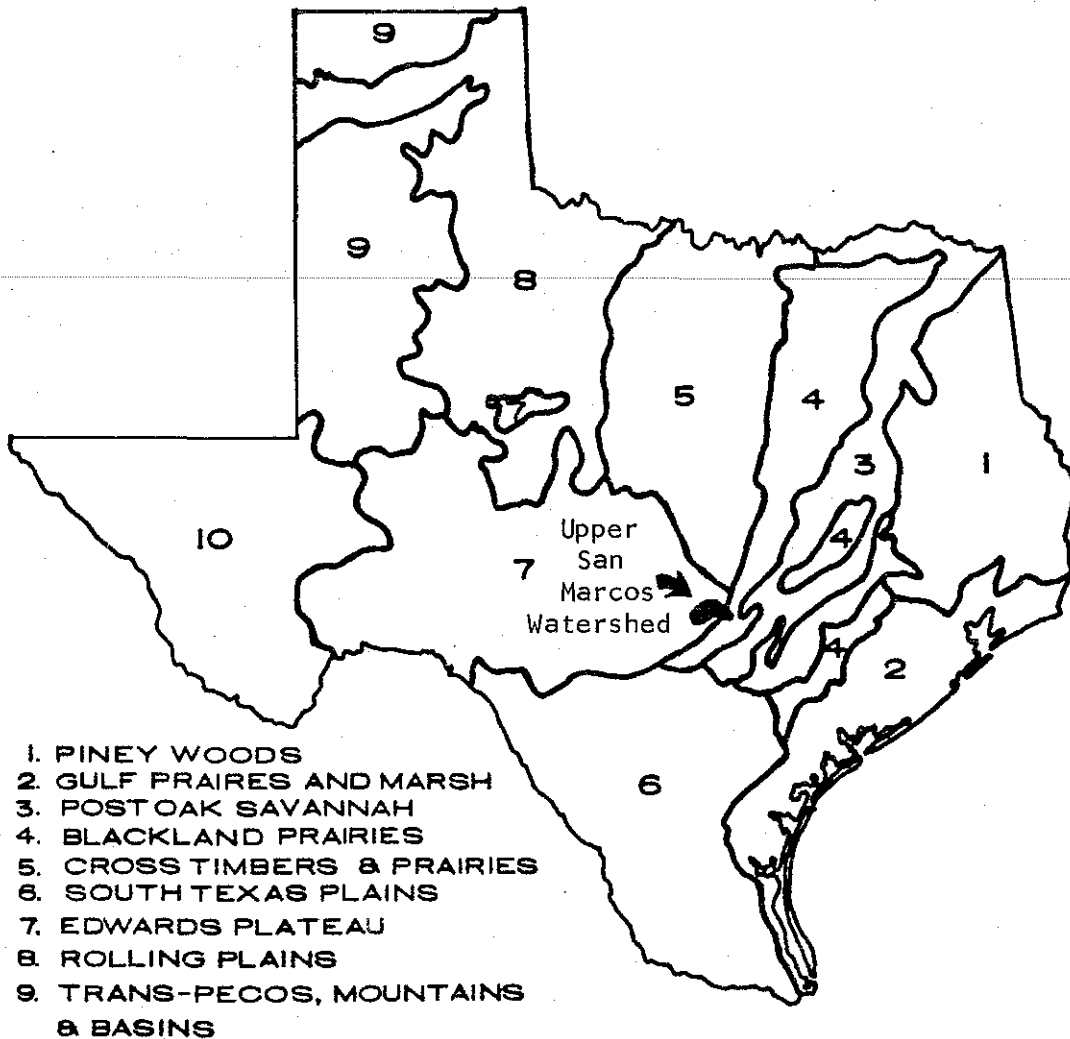 9
9
8
5
4
3
1
10
7
4
Upper
San
Marcos
Watershed
4
2
6
1. PINEY WOODS
2. GULF PRAIRES AND MARSH
3. POST OAK SAVANNAH
4. BLACKLAND PRAIRIES
5. CROSS TIMBERS & PRAIRIES
6. SOUTH TEXAS PLAINS
7. EDWARDS PLATEAU
8. ROLLING PLAINS
9. TRANS-PECOS, MOUNTAINS
& BASINS